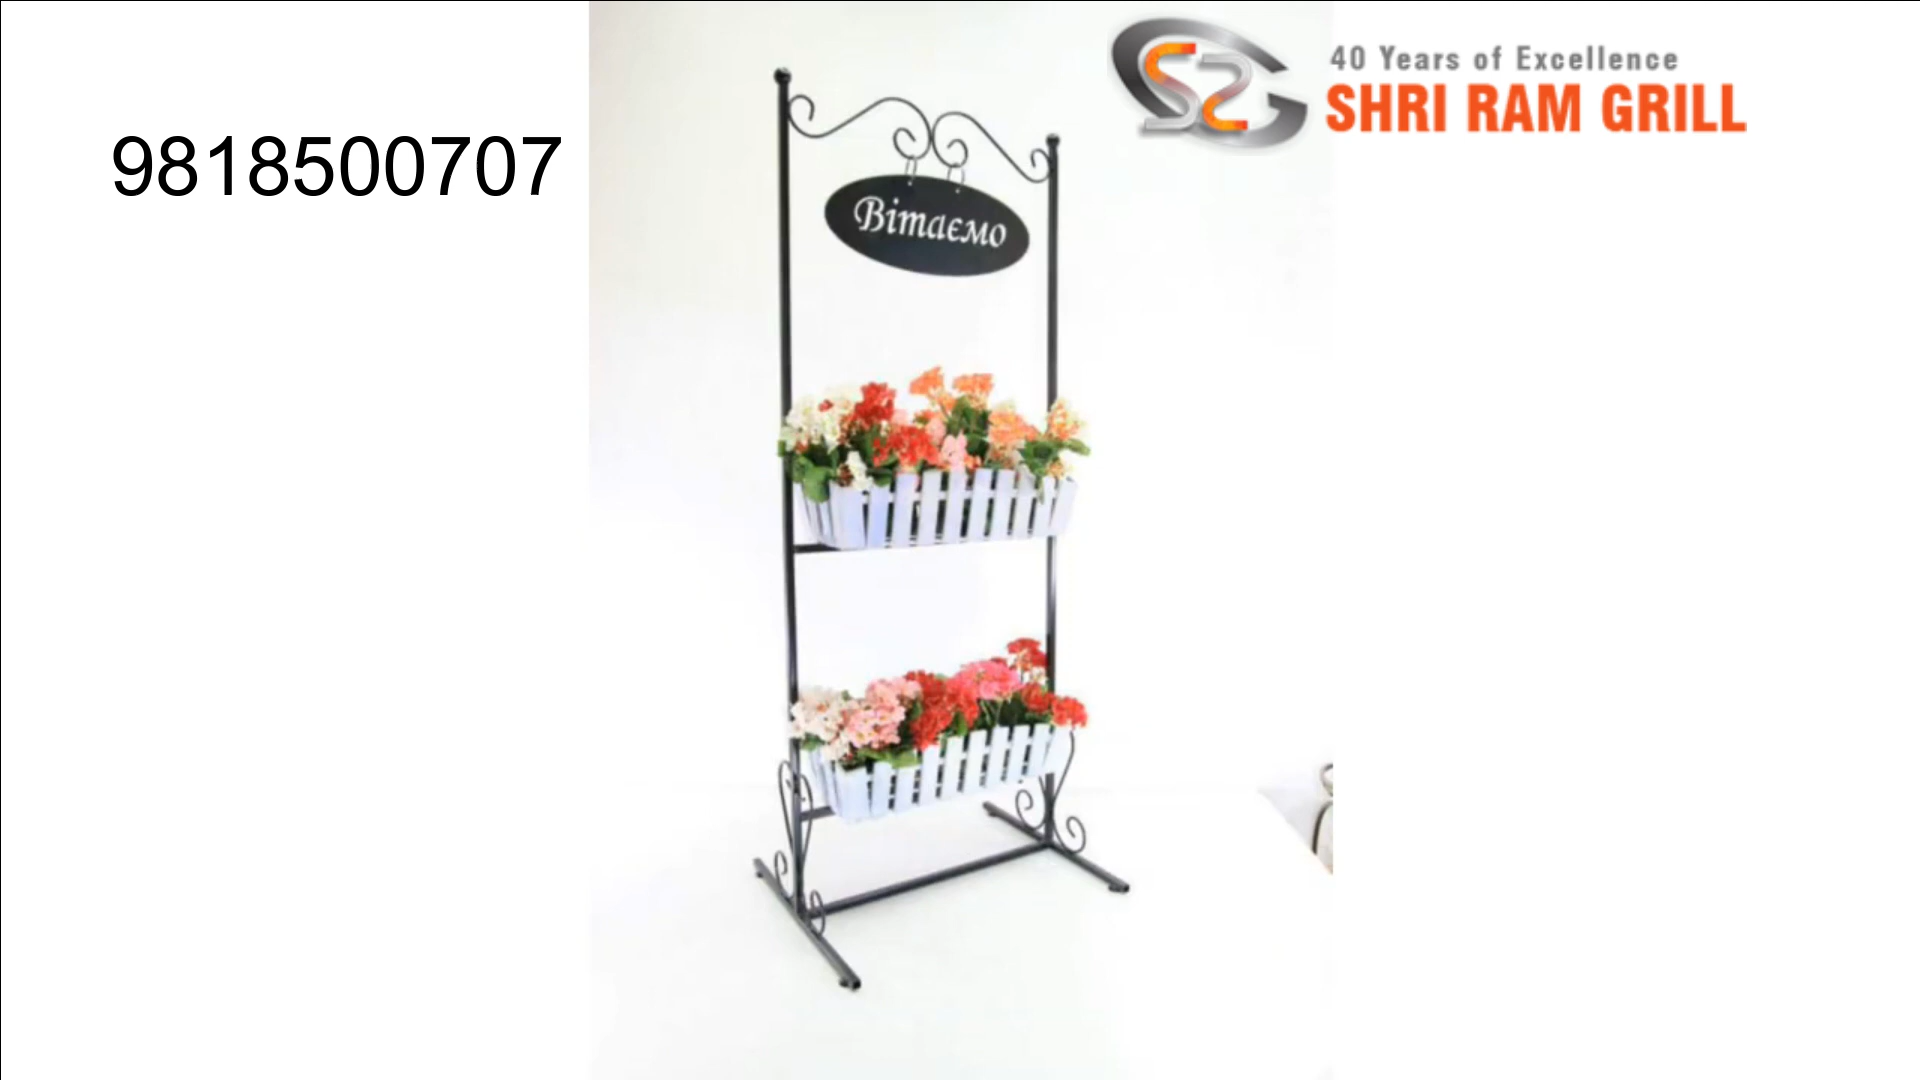 40 Years of Excellence
SHRI RAM GRILL
9818500707
Вітаємо